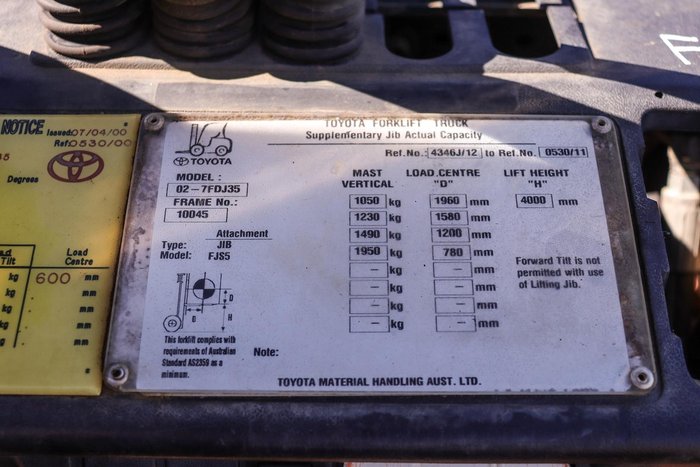 NOTICE
Issued:07/04/00
Ref:0530/00
Degrees
TOYOTA
Tilt
Load
Centre
kg 600 mm
kg mm
kg mm
kg mm
kg mm
TOYOTA FORKLIFT TRUCK
Supplementary Jib Actual Capacity
TOYOTA
Ref.No.: 4346J/12 to Ref.No. 0530/11
MODEL :
02-7FDJ35
FRAME No.:
10045
Attachment
Type: JIB
Model: FJS5
MAST VERTICAL
LOAD.CENTRE "D"
LIFT HEIGHT "H"
1050 kg 1960 mm 4000 mm
1230 kg 1580 mm
1490 kg 1200 mm
1950 kg 780 mm
– kg – mm
– kg – mm
– kg – mm
– kg – mm
Forward Tilt is not
permitted with use
of Lifting Jib.
D
G
H
This forklift complies with
requirements of Australian
Standard AS2359 as a
minimum.
Note:
TOYOTA MATERIAL HANDLING AUST. LTD.